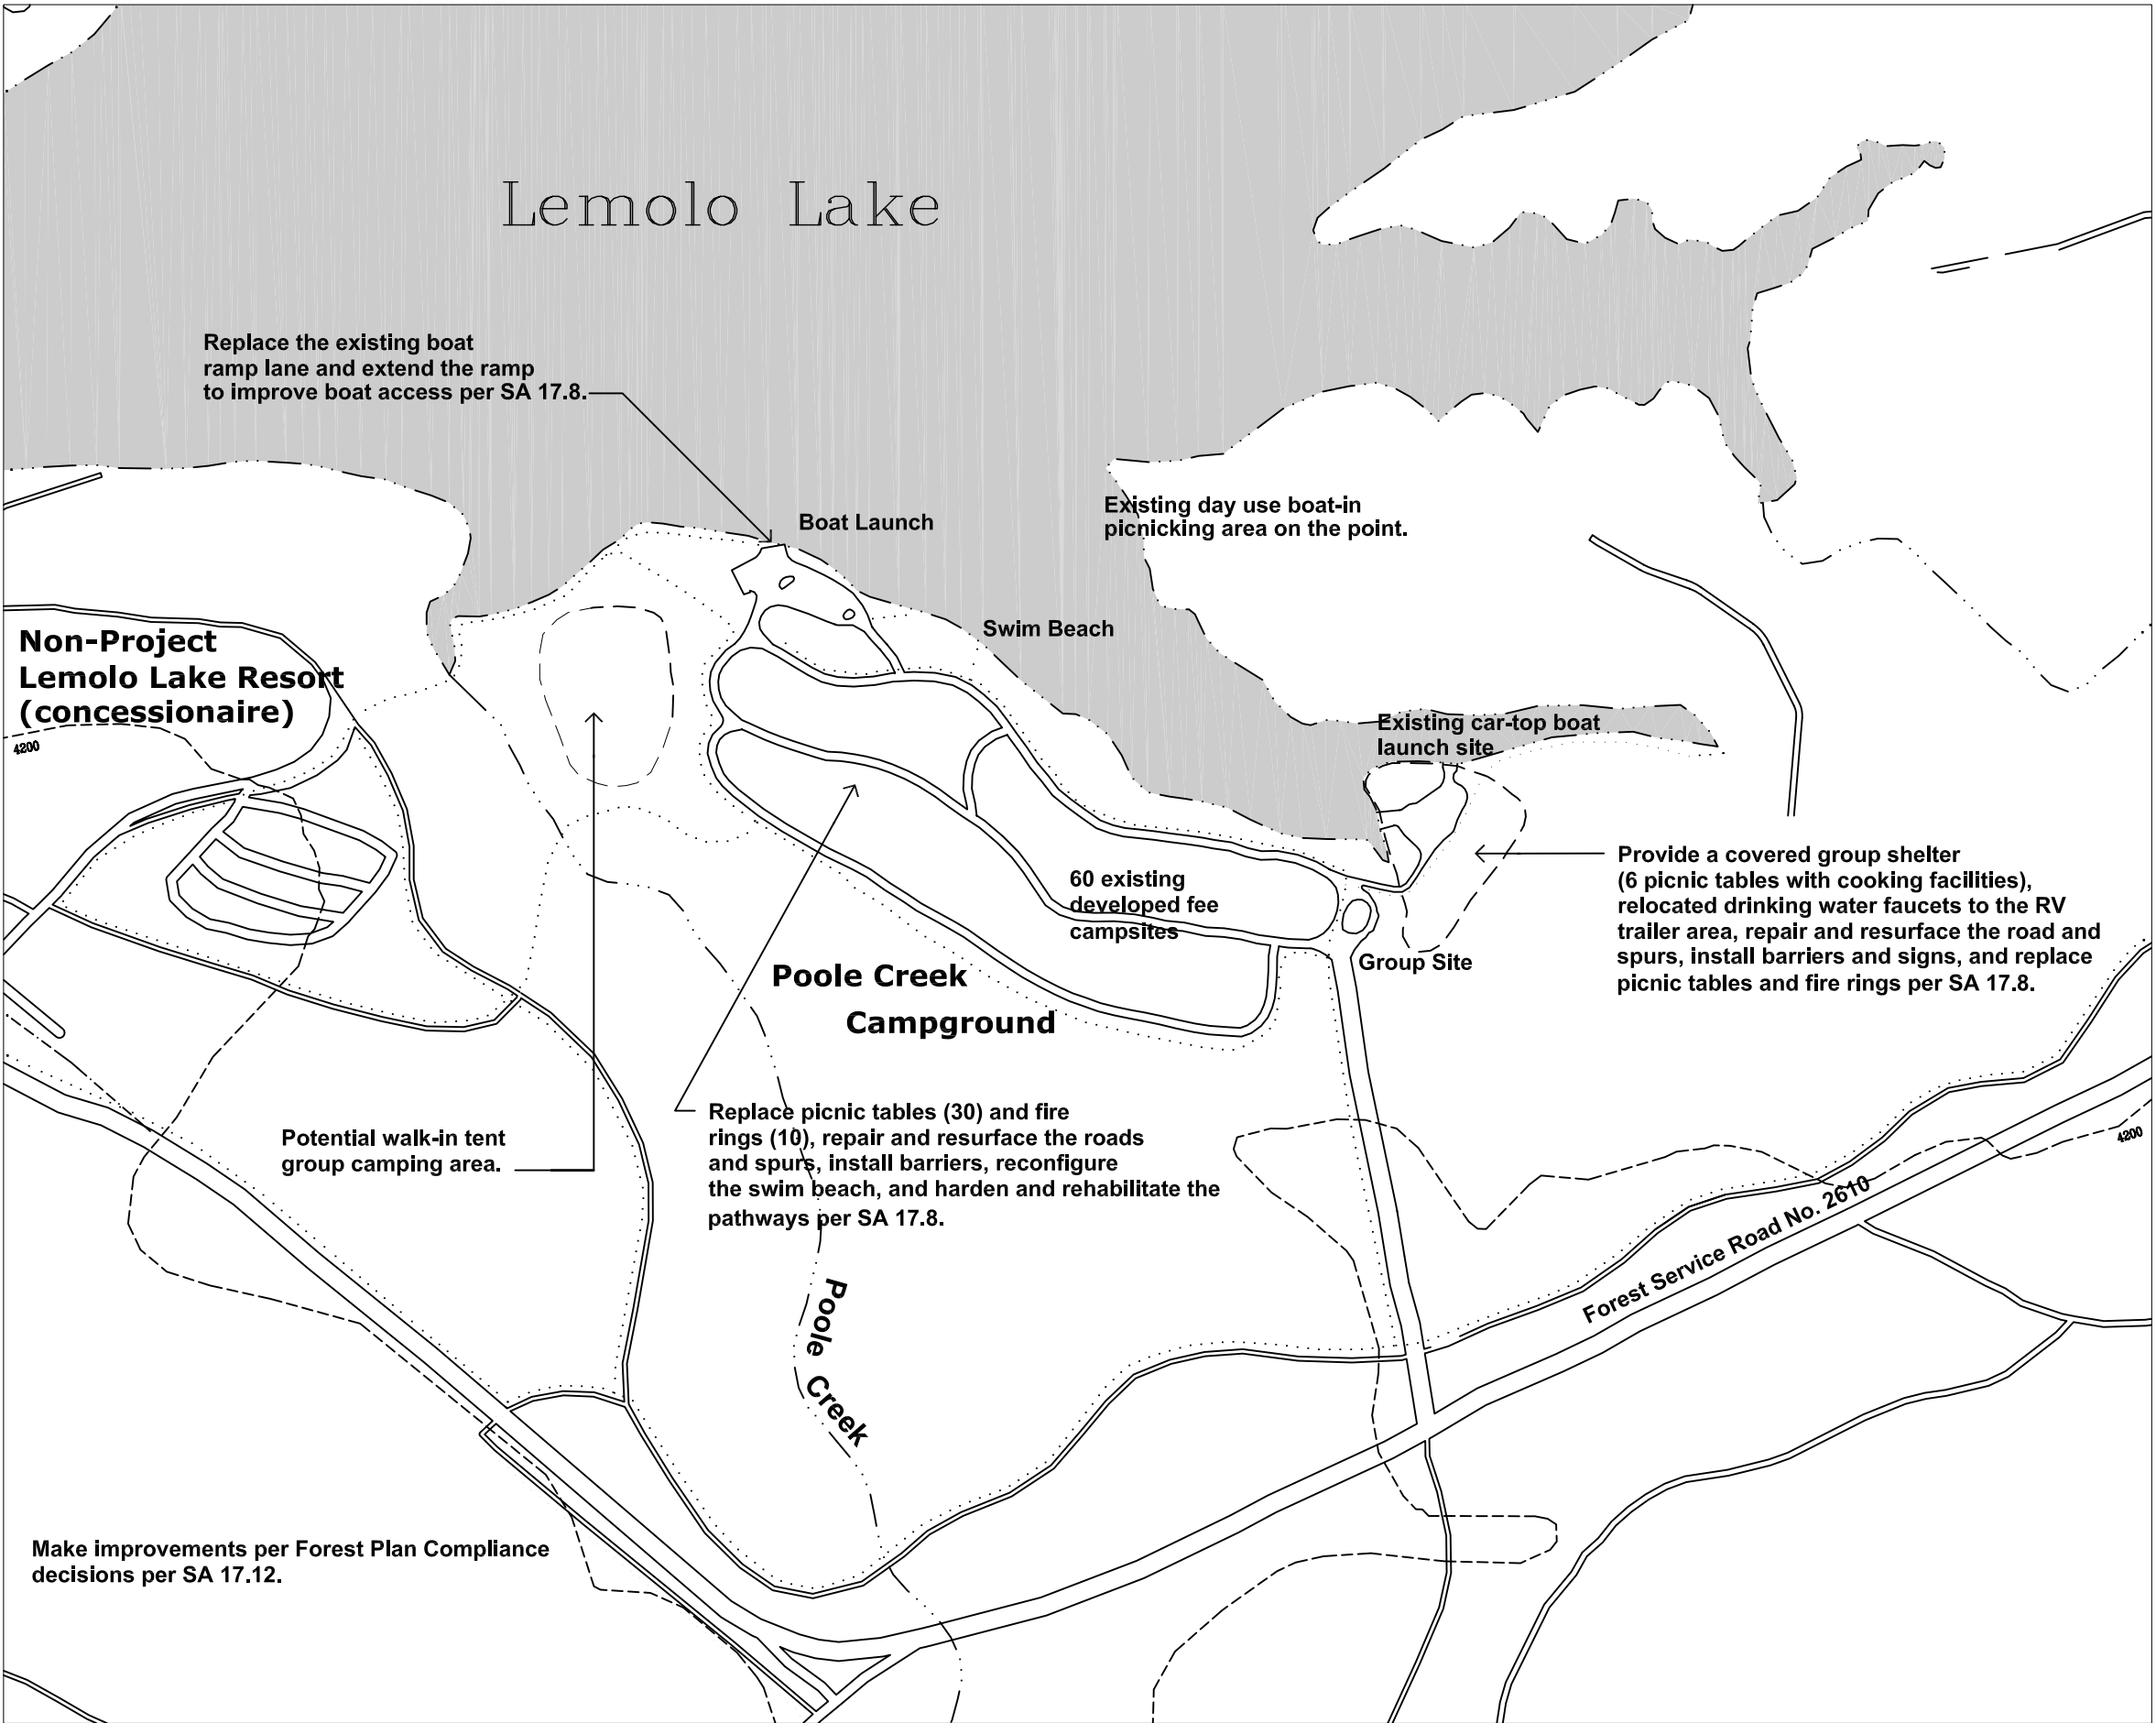 Lemolo Lake
Replace the existing boat
ramp lane and extend the ramp
to improve boat access per SA 17.8.
Boat Launch
Existing day use boat-in
picnicking area on the point.
Swim Beach
Non-Project
Lemolo Lake Resort
(concessionaire)
4200
Existing car-top boat
launch site
Provide a covered group shelter
(6 picnic tables with cooking facilities),
relocated drinking water faucets to the RV
trailer area, repair and resurface the road and
spurs, install barriers and signs, and replace
picnic tables and fire rings per SA 17.8.
60 existing
developed fee
campsites
Group Site
Poole Creek
Campground
Potential walk-in tent
group camping area.
Replace picnic tables (30) and fire
rings (10), repair and resurface the roads
and spurs, install barriers, reconfigure
the swim beach, and harden and rehabilitate the
pathways per SA 17.8.
4200
Forest Service Road No. 2610
Poole Creek
Make improvements per Forest Plan Compliance
decisions per SA 17.12.